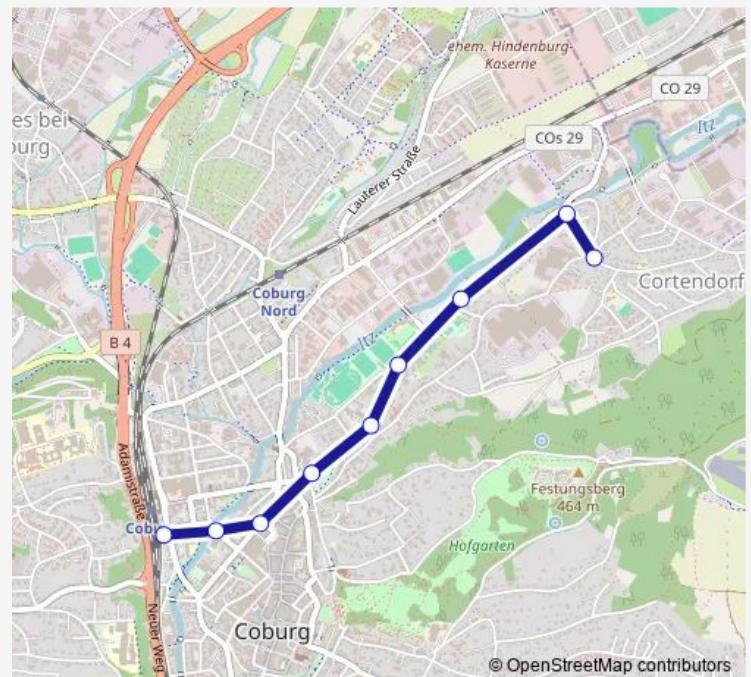 ehem. Hindenburg-
Kaserne
CO 29
es bei
burg
COs 29
Itz
Lauterer Straße
Coburg
Nord
Cortendorf
Itz
B 4
Adamistraße
Festungsberg
464 m
Hofgarten
Cobu
Neuer Weg
Coburg
© OpenStreetMap contributors